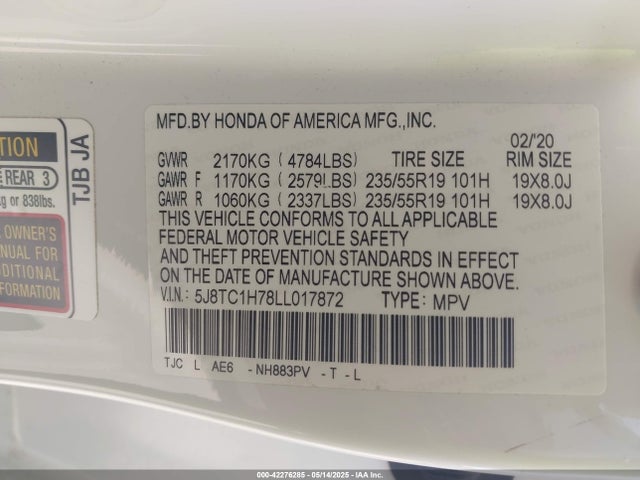 TION
E REAR 3
g or 838lbs.
OWNER'S
NUAL FOR
DITIONAL
FORMATION
TJB JA
MFD.BY HONDA OF AMERICA MFG.,INC.
02/'20
GVWR 2170KG ( 4784LBS) TIRE SIZE RIM SIZE
GAWR F 1170KG ( 2579LBS) 235/55R19 101H 19X8.0J
GAWR R 1060KG ( 2337LBS) 235/55R19 101H 19X8.0J
THIS VEHICLE CONFORMS TO ALL APPLICABLE
FEDERAL MOTOR VEHICLE SAFETY
AND THEFT PREVENTION STANDARDS IN EFFECT
ON THE DATE OF MANUFACTURE SHOWN ABOVE.
V.I.N.: 5J8TC1H78LL017872 TYPE: MPV
TJC L AE6 - NH883PV - T - L
000-42276285 - 05/14/2025 - IAA Inc.